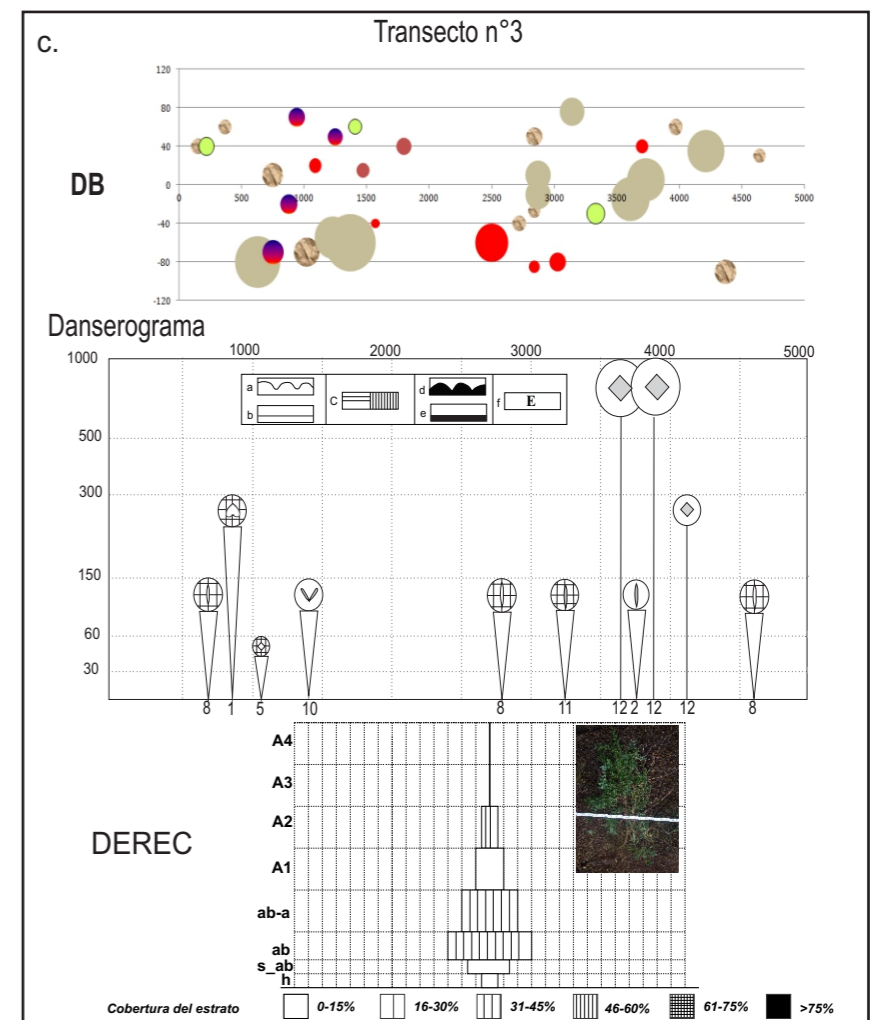 c.
Transecto n°3
120
80
40
0
-40
-80
-120
0 500 1000 1500 2000 2500 3000 3500 4000 4500 5000
DB
Danserograma
1000 2000 3000 4000 5000
1000
500
300
150
60
30
a
b
C
d
e
f E
8 1 5 10 8 11 12 2 12 12 8
DEREC
A4
A3
A2
A1
ab-a
ab
s_ab
h
Cobertura del estrato 0-15% 16-30% 31-45% 46-60% 61-75% >75%